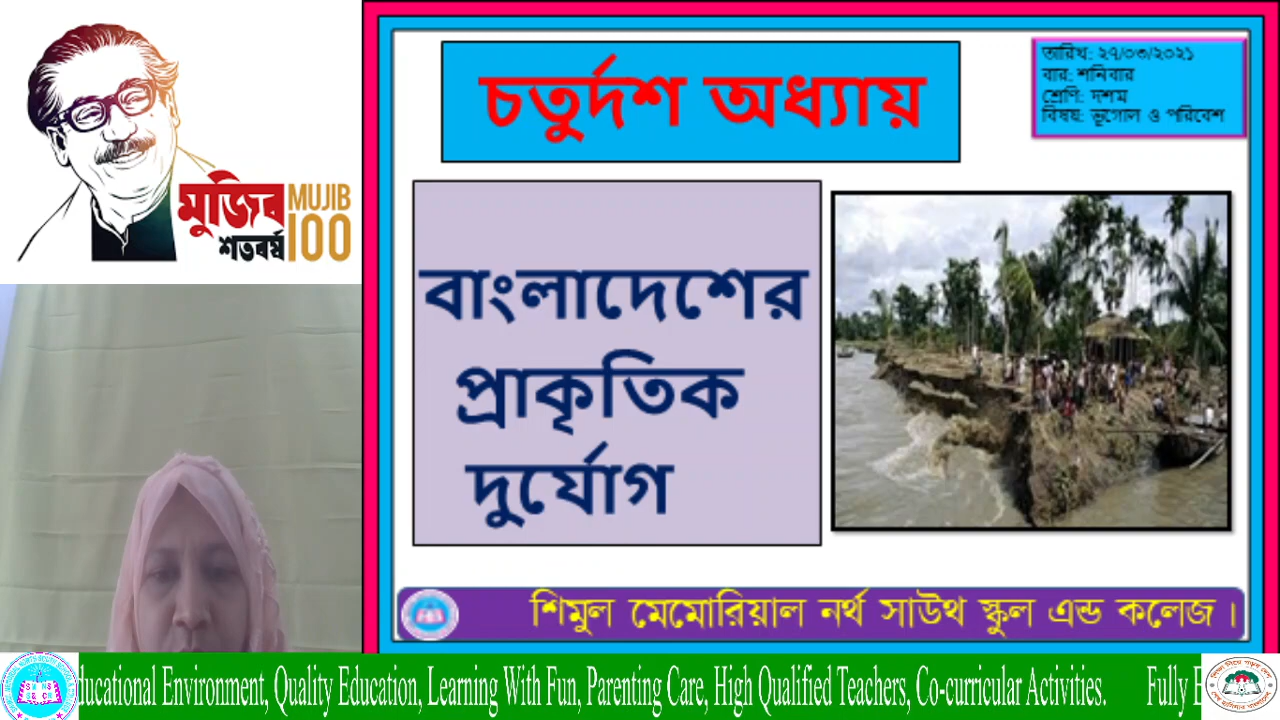 মুজিব
শতবর্ষ
MUJIB
100
চতুর্দশ অধ্যায়
তারিখ: ২৭/০৩/২০২১
বার: শনিবার
শ্রেণি: দশম
বিষয়: ভূগোল ও পরিবেশ
বাংলাদেশের
প্রাকৃতিক
দুর্যোগ
শিমুল মেমোরিয়াল নর্থ সাউথ স্কুল এন্ড কলেজ।
ducational Environment, Quality Education, Learning With Fun, Parenting Care, High Qualified Teachers, Co-curricular Activities. Fully E